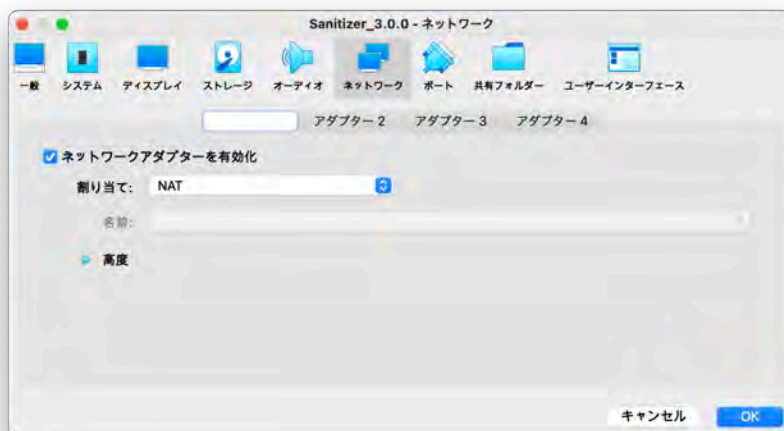 Sanitizer_3.0.0 - ネットワーク
一般 システム ディスプレイ ストレージ オーディオ ネットワーク ポート 共有フォルダー ユーザーインターフェース
アダプター 2 アダプター 3 アダプター 4
ネットワークアダプターを有効化
割り当て: NAT
名前:
高度
キャンセル OK